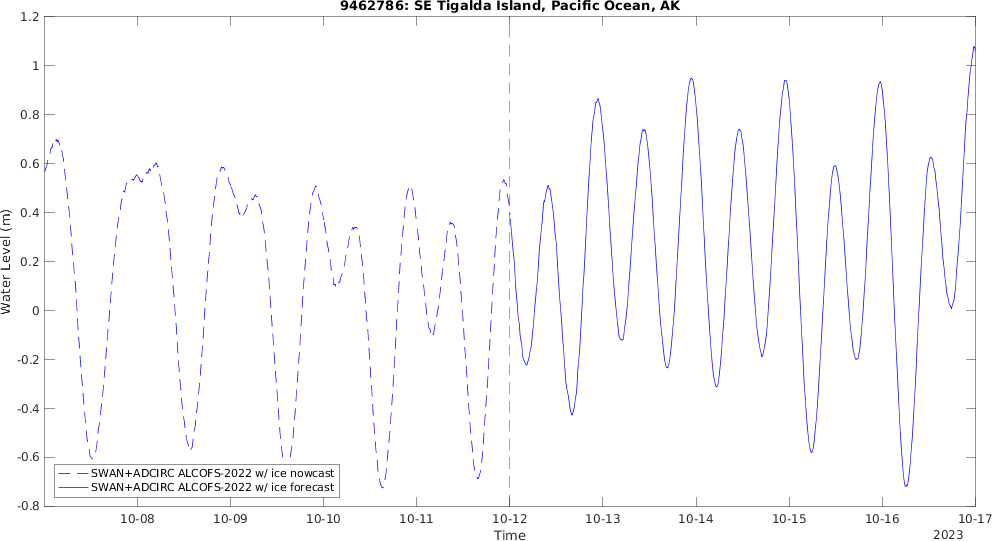 9462786: SE Tigalda Island, Pacific Ocean, AK
1.2
1
0.8
0.6
0.4
0.2
0
-0.2
-0.4
-0.6
-0.8
Water Level (m)
SWAN+ADCIRC ALCOFS-2022 w/ ice nowcast
SWAN+ADCIRC ALCOFS-2022 w/ ice forecast
10-08 10-09 10-10 10-11 10-12 10-13 10-14 10-15 10-16 10-17
Time
2023